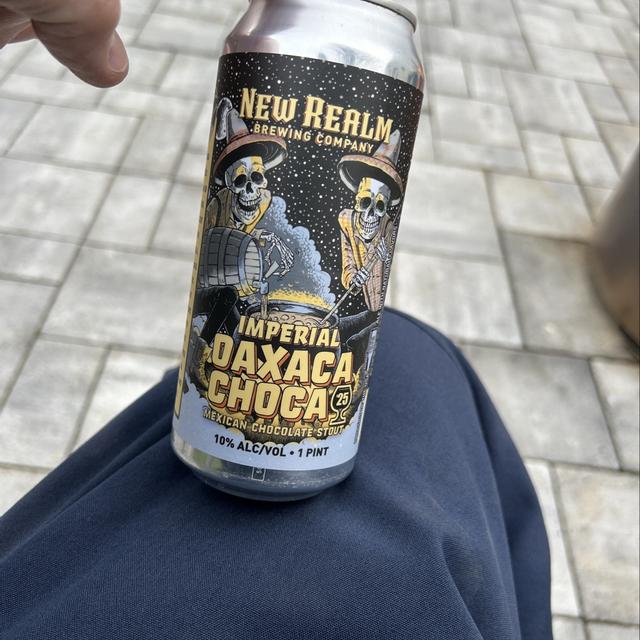 NEW REALM
BREWING COMPANY
IMPERIAL
OAXACA
CHOCA
25
MEXICAN CHOCOLATE STOUT
10% ALC/VOL • 1 PINT